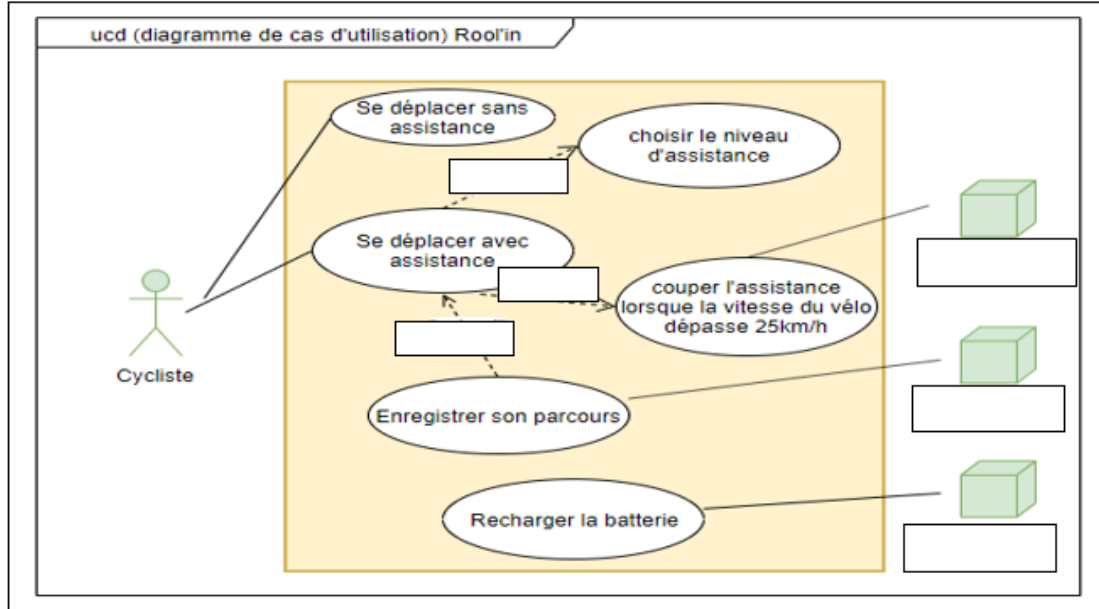 ucd (diagramme de cas d'utilisation) Rool'in
Se déplacer sans
assistance
choisir le niveau
d'assistance
Se déplacer avec
assistance
couper l'assistance
lorsque la vitesse du vélo
dépasse 25km/h
Cycliste
Enregistrer son parcours
Recharger la batterie